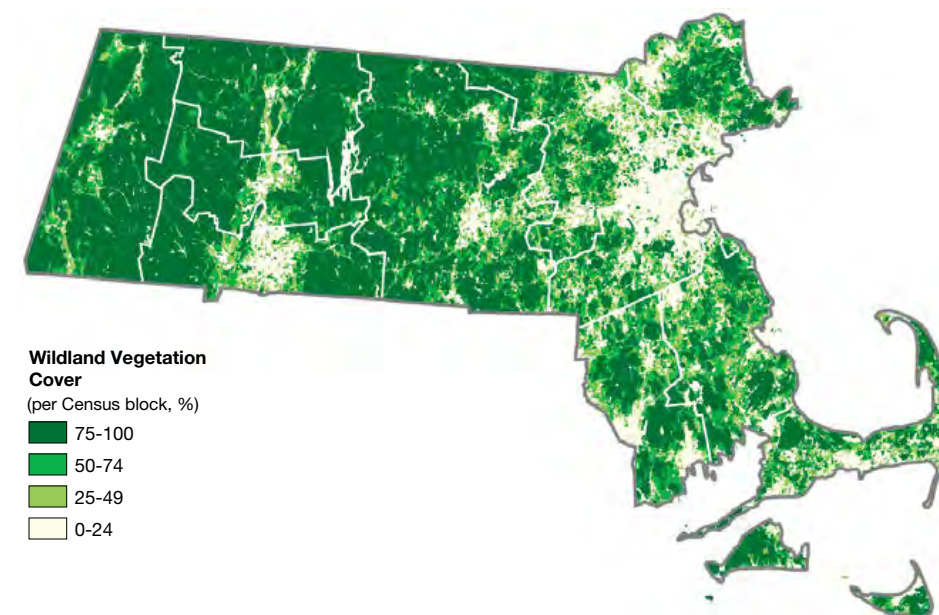 Wildland Vegetation
Cover
(per Census block, %)
75-100
50-74
25-49
0-24